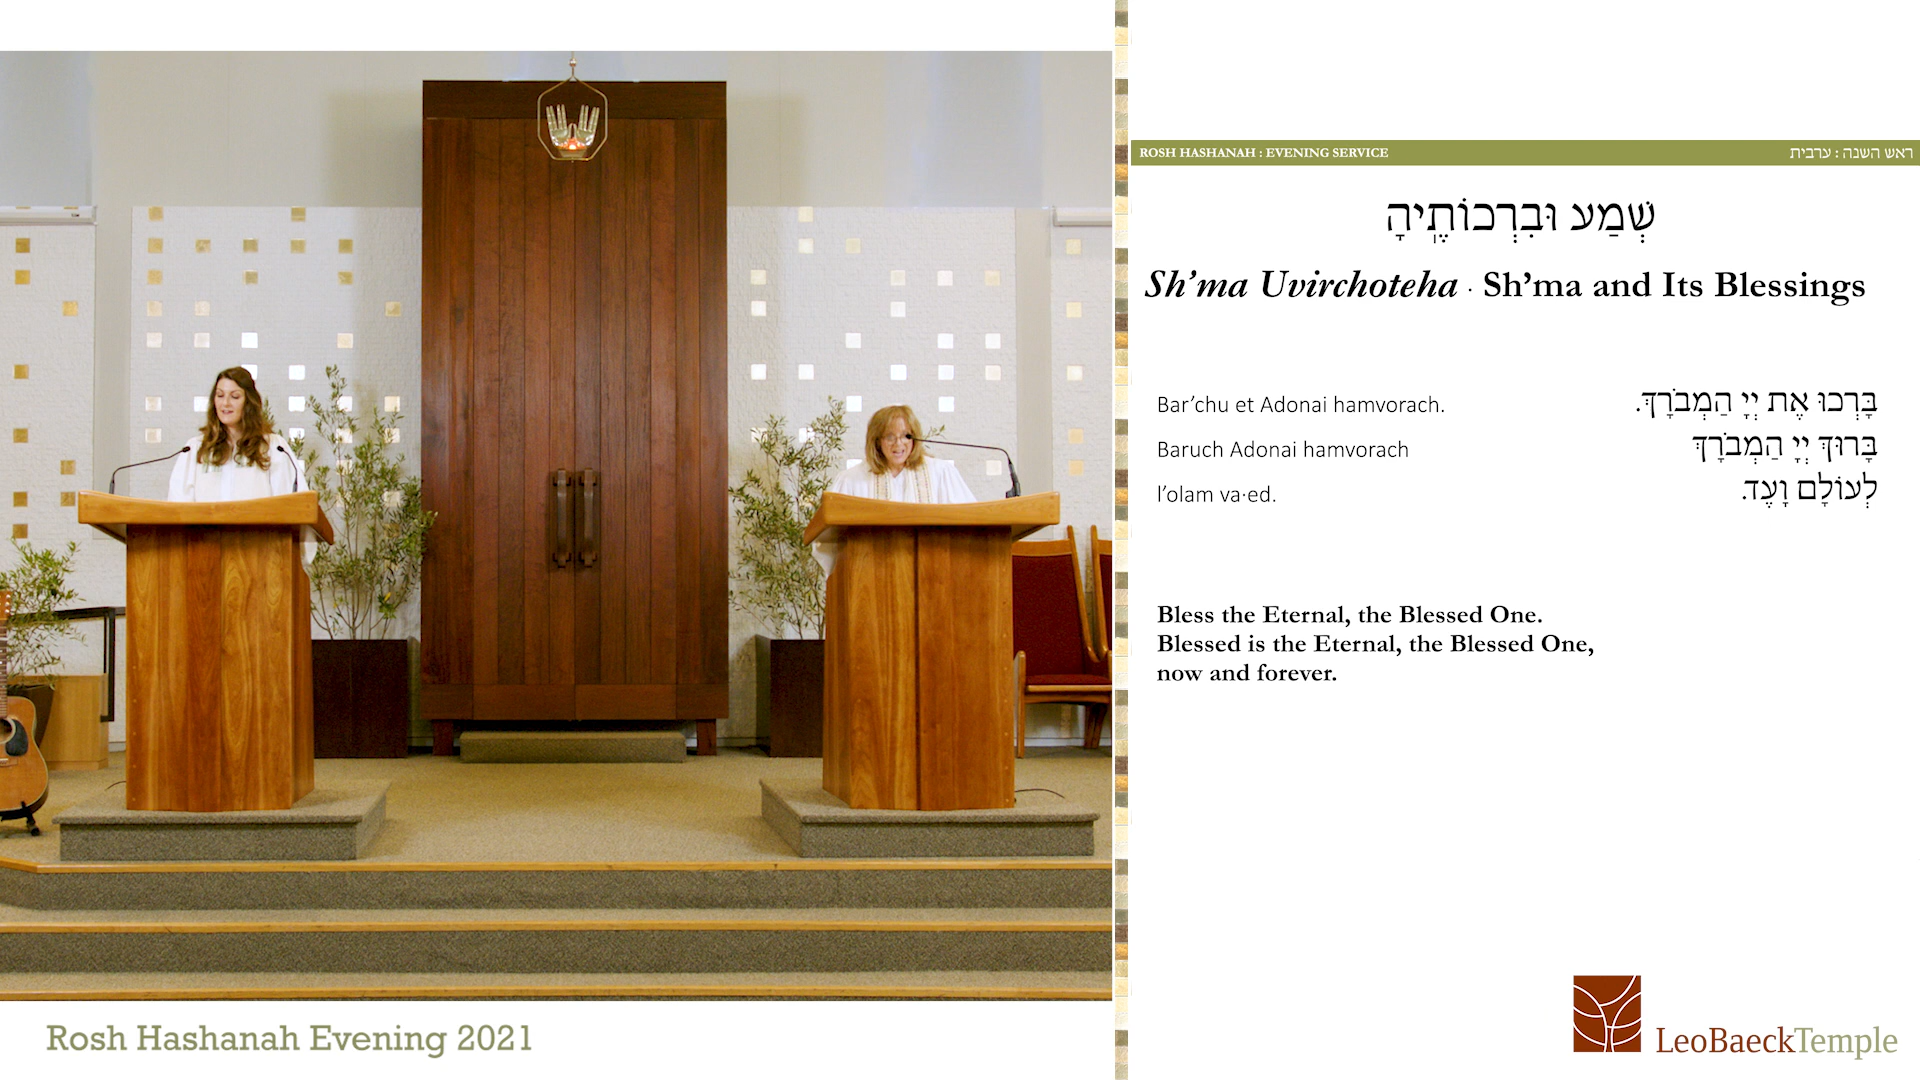 ROSH HASHANAH : EVENING SERVICE
ראש השנה : ערבית
שְׁמַע וּבִרְכוֹתֶֽיהָ
Sh’ma Uvirchoteha · Sh’ma and Its Blessings
Bar’chu et Adonai hamvorach.
Baruch Adonai hamvorach
l’olam va·ed.
בָּרְכוּ אֶת יְיָ הַמְבֹרָךְ.
בָּרוּךְ יְיָ הַמְבֹרָךְ
לְעוֹלָם וָעֶד.
Bless the Eternal, the Blessed One.
Blessed is the Eternal, the Blessed One,
now and forever.
Rosh Hashanah Evening 2021
LeoBaeckTemple